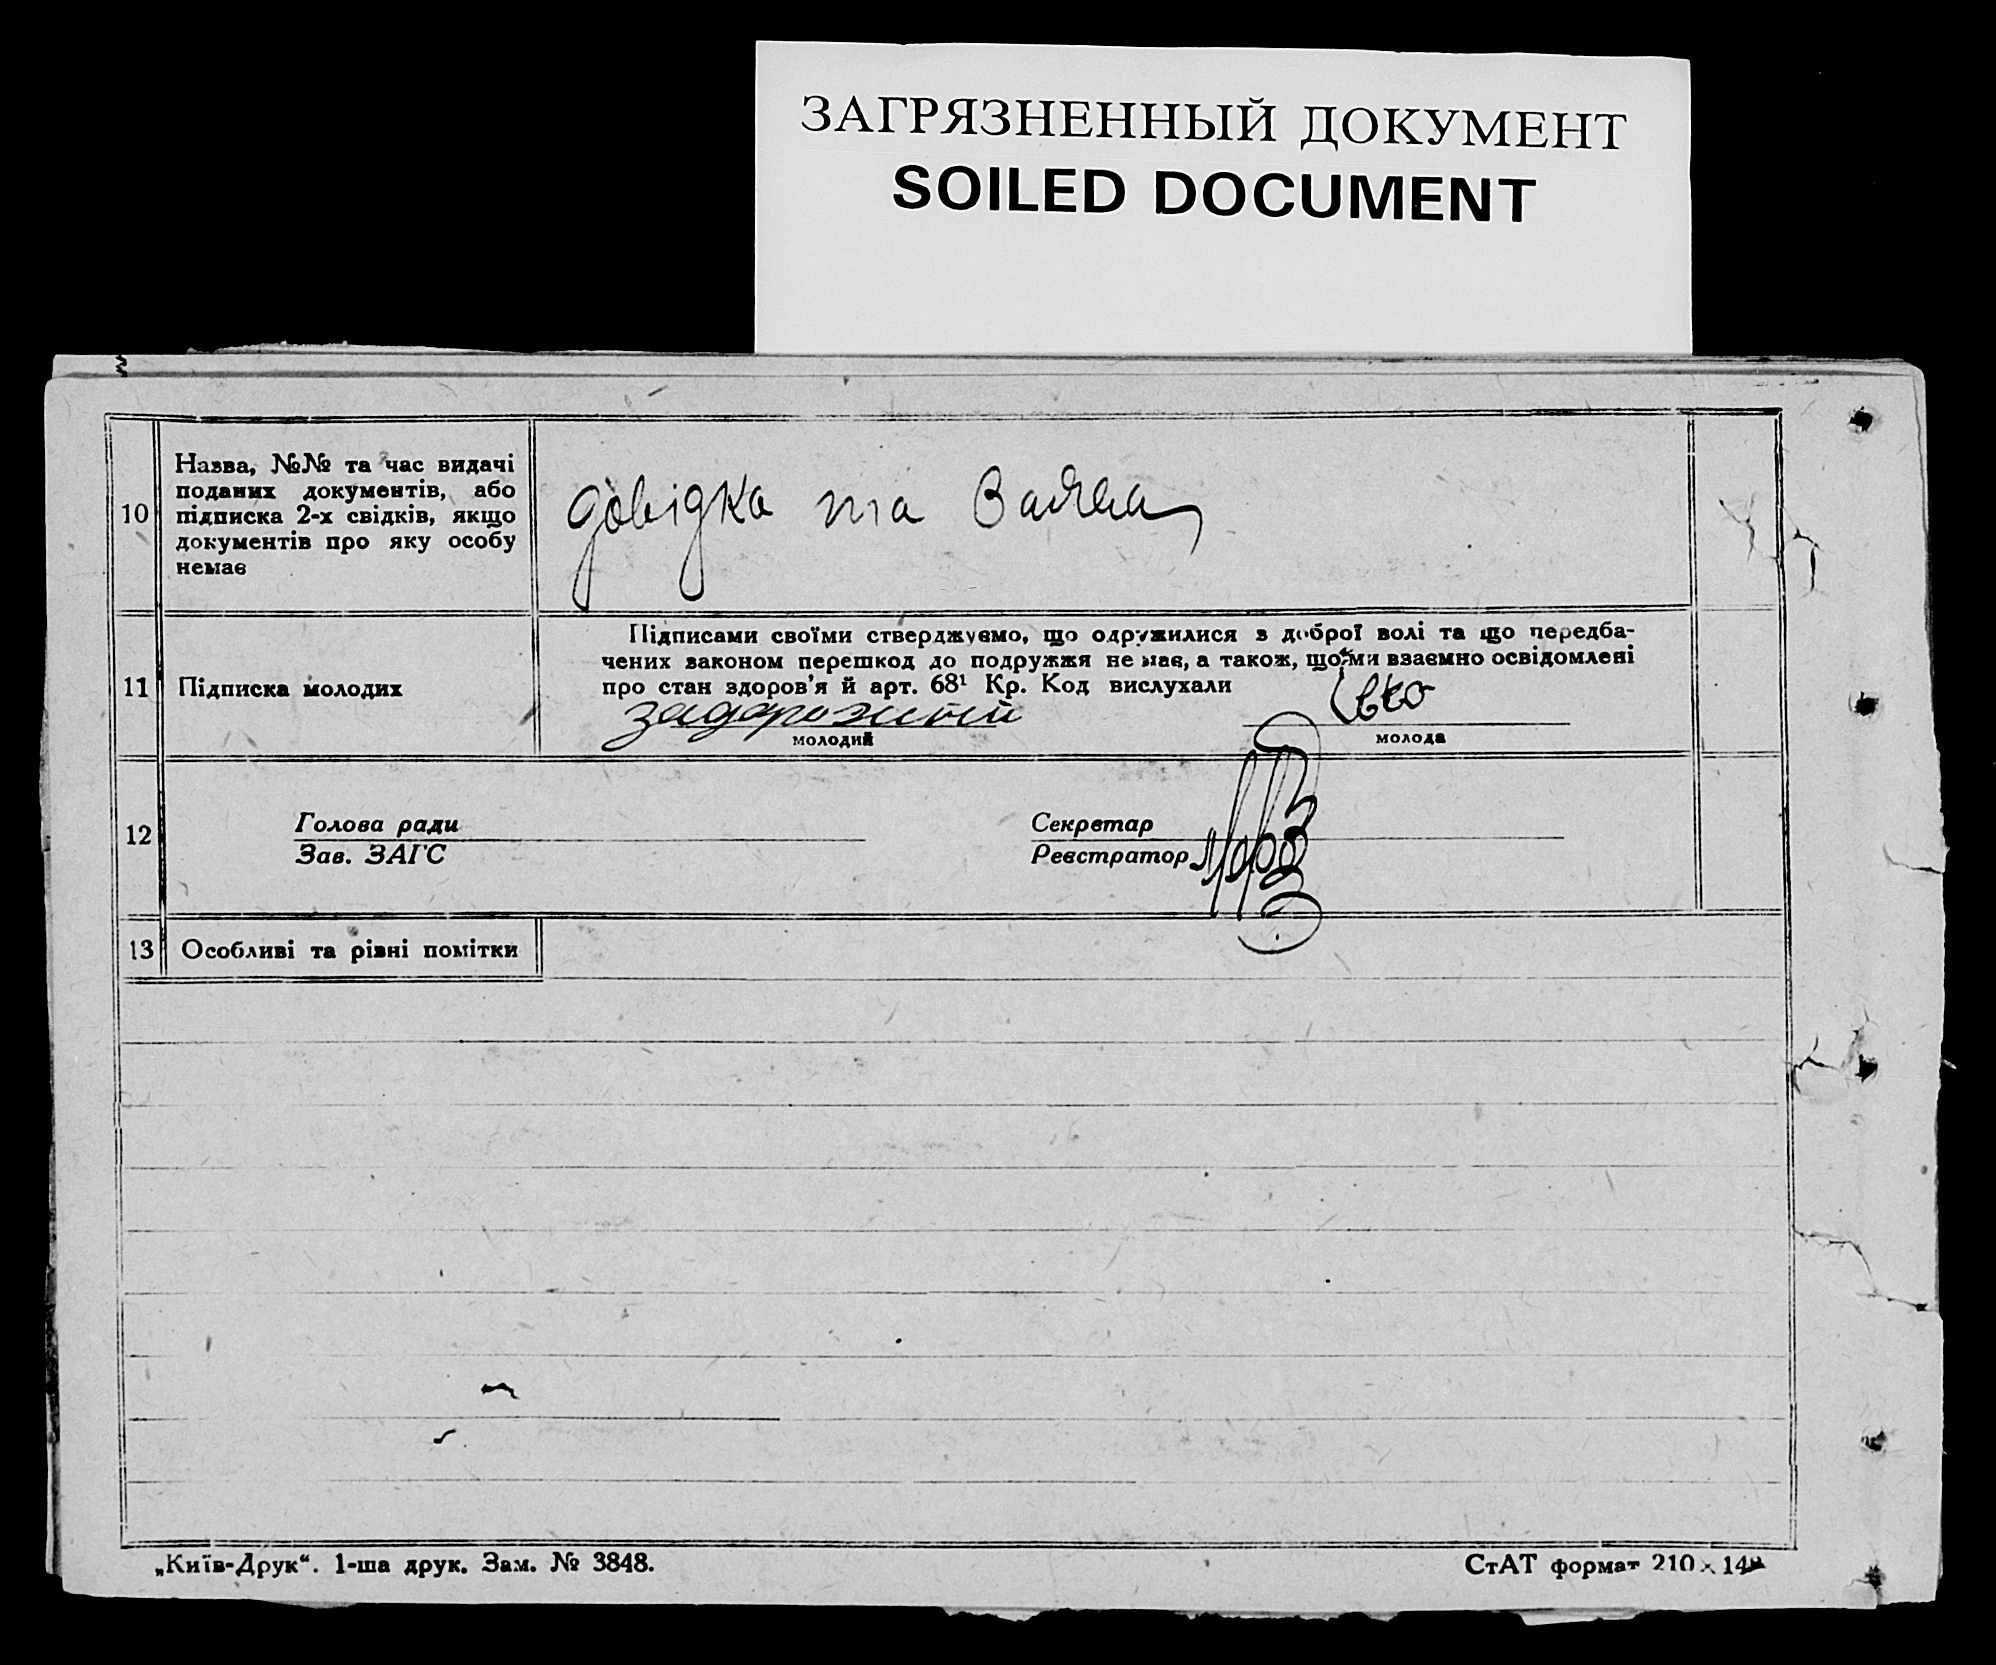 ЗАГРЯЗНЕННЫЙ ДОКУМЕНТ
SOILED DOCUMENT
10
Назва, №№ та час видачі
поданих документів, або
підписка 2-х свідків, якщо
документів про яку особу
немає
довідка та Заява
11
Підписка молодих
Підписами своїми стверджуємо, що одружилися з доброї волі та що передба-
чених законом перешкод до подружжя не має, а також, що ми взаємно освідомлені
про стан здоров'я й арт. 68¹ Кр. Код вислухали
задорожній
молодий
молода
12
Голова ради
Зав. ЗАГС
Секретар
Реєстратор
13
Особливі та різні помітки
„Київ-Друк“. 1-ша друк. Зам. № 3848.
СтАТ формат 210 ×